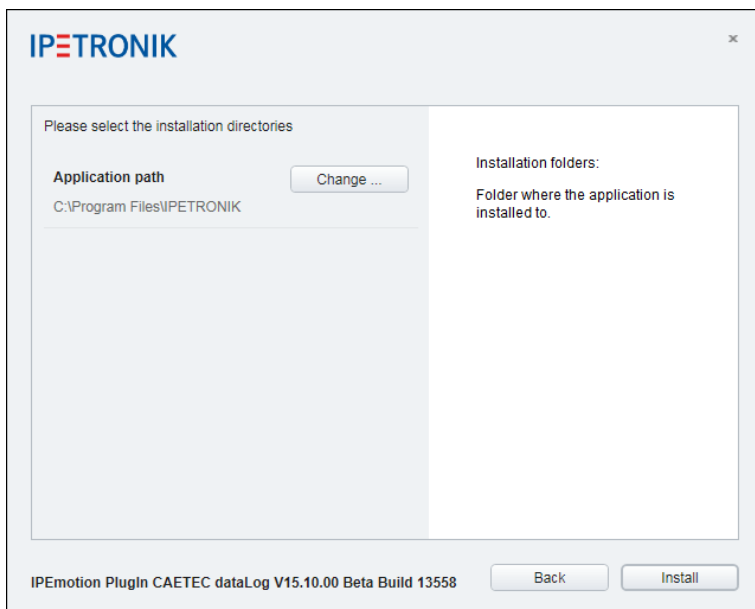 IPETRONIK
×
Please select the installation directories
Application path
Change ...
C:\Program Files\IPETRONIK
Installation folders:
Folder where the application is
installed to.
IPEmotion PlugIn CAETEC dataLog V15.10.00 Beta Build 13558
Back
Install